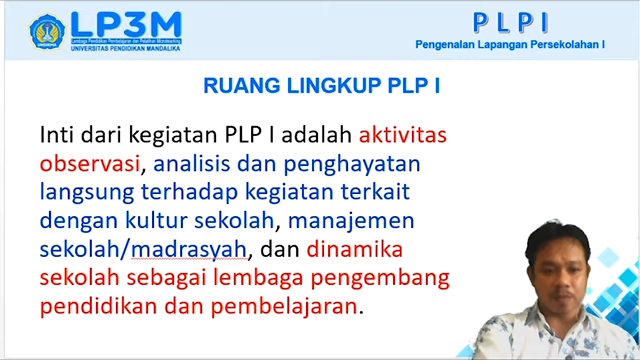 LP3M
Lembaga Pendidikan Pembelajaran dan Pelatihan Microteaching
UNIVERSITAS PENDIDIKAN MANDALIKA
PLPI
Pengenalan Lapangan Persekolahan I
RUANG LINGKUP PLP I
Inti dari kegiatan PLP I adalah aktivitas
observasi, analisis dan penghayatan
langsung terhadap kegiatan terkait
dengan kultur sekolah, manajemen
sekolah/madrasyah, dan dinamika
sekolah sebagai lembaga pengembang
pendidikan dan pembelajaran.